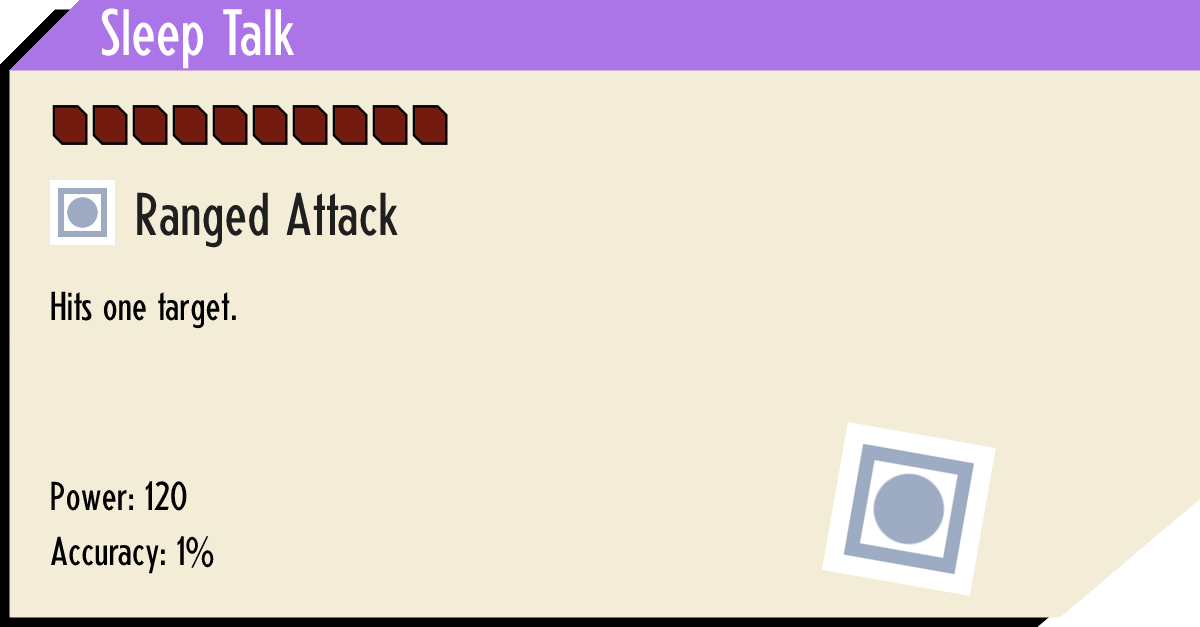 Sleep Talk
Ranged Attack
Hits one target.
Power: 120
Accuracy: 1%